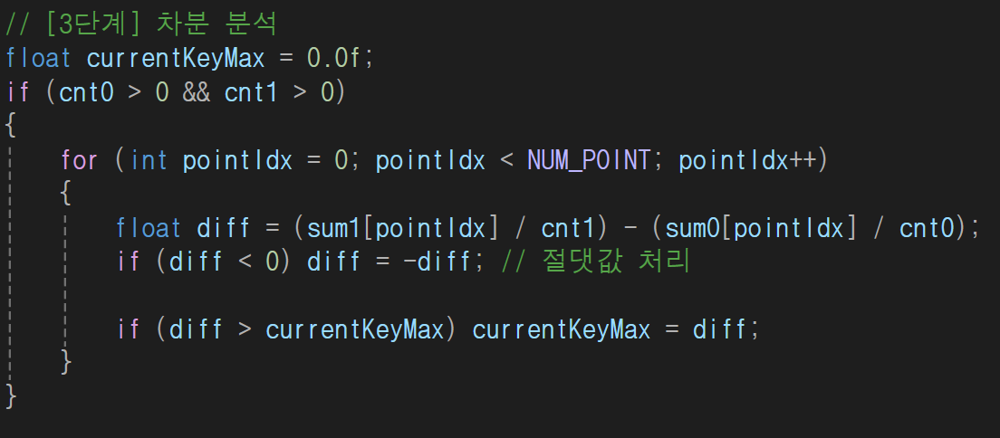 // [3단계] 차분 분석
float currentKeyMax = 0.0f;
if (cnt0 > 0 && cnt1 > 0)
{
for (int pointIdx = 0; pointIdx < NUM_POINT; pointIdx++)
{
float diff = (sum1[pointIdx] / cnt1) - (sum0[pointIdx] / cnt0);
if (diff < 0) diff = -diff; // 절댓값 처리
if (diff > currentKeyMax) currentKeyMax = diff;
}
}